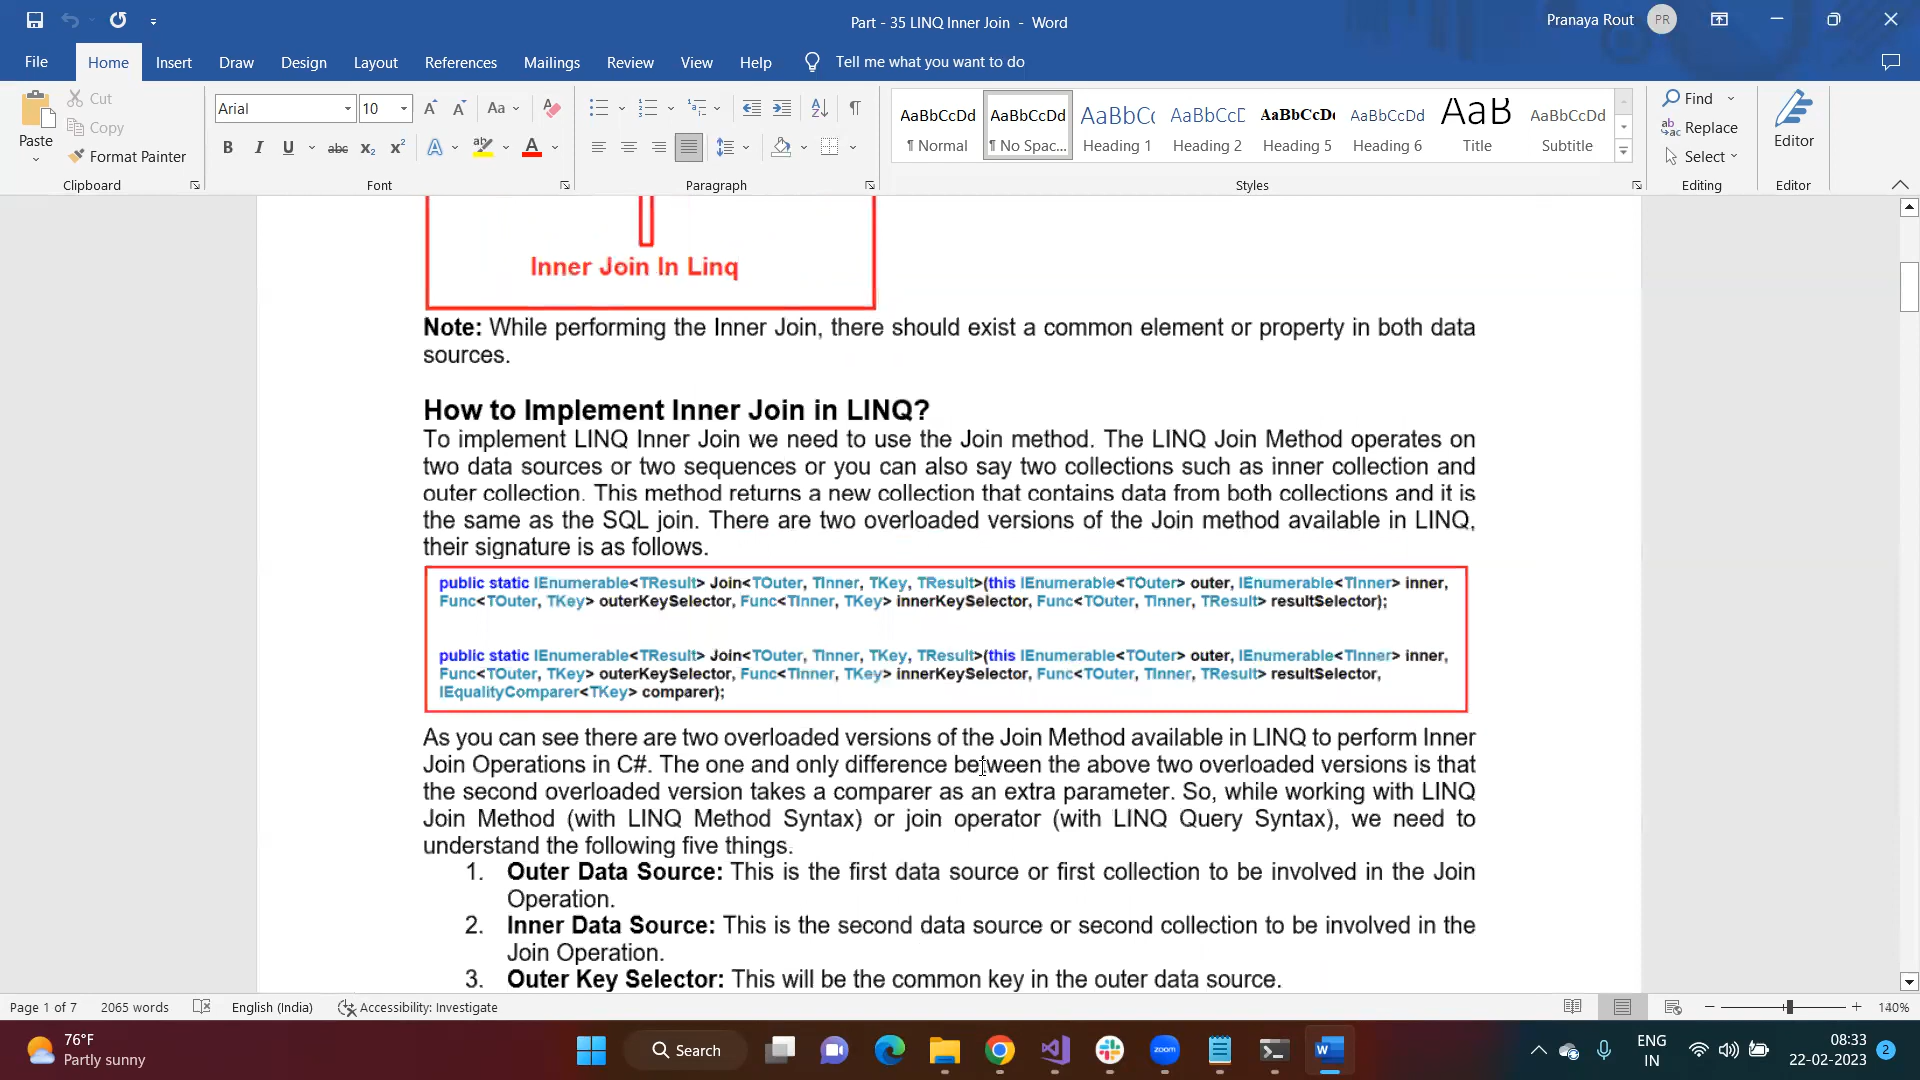 Part - 35 LINQ Inner Join - Word
Pranaya Rout PR
File Home Insert Draw Design Layout References Mailings Review View Help Tell me what you want to do
Paste
Cut
Copy
Format Painter
Clipboard
Arial 10
Font
Paragraph
AaBbCcDd AaBbCcDd AaBbCc AaBbCcD AaBbCcDd AaBbCcDd AaB AaBbCcDd
¶ Normal ¶ No Spac... Heading 1 Heading 2 Heading 5 Heading 6 Title Subtitle
Styles
Find
Replace
Select
Editing
Editor
Editor
Inner Join In Linq
Note: While performing the Inner Join, there should exist a common element or property in both data
sources.
How to Implement Inner Join in LINQ?
To implement LINQ Inner Join we need to use the Join method. The LINQ Join Method operates on
two data sources or two sequences or you can also say two collections such as inner collection and
outer collection. This method returns a new collection that contains data from both collections and it is
the same as the SQL join. There are two overloaded versions of the Join method available in LINQ,
their signature is as follows.
public static IEnumerable<TResult> Join<TOuter, TInner, TKey, TResult>(this IEnumerable<TOuter> outer, IEnumerable<TInner> inner,
Func<TOuter, TKey> outerKeySelector, Func<TInner, TKey> innerKeySelector, Func<TOuter, TInner, TResult> resultSelector);
public static IEnumerable<TResult> Join<TOuter, TInner, TKey, TResult>(this IEnumerable<TOuter> outer, IEnumerable<TInner> inner,
Func<TOuter, TKey> outerKeySelector, Func<TInner, TKey> innerKeySelector, Func<TOuter, TInner, TResult> resultSelector,
IEqualityComparer<TKey> comparer);
As you can see there are two overloaded versions of the Join Method available in LINQ to perform Inner
Join Operations in C#. The one and only difference between the above two overloaded versions is that
the second overloaded version takes a comparer as an extra parameter. So, while working with LINQ
Join Method (with LINQ Method Syntax) or join operator (with LINQ Query Syntax), we need to
understand the following five things.
1. Outer Data Source: This is the first data source or first collection to be involved in the Join
Operation.
2. Inner Data Source: This is the second data source or second collection to be involved in the
Join Operation.
3. Outer Key Selector: This will be the common key in the outer data source.
Page 1 of 7 2065 words English (India) Accessibility: Investigate 140%
76°F
Partly sunny
Search
zoom
ENG
IN
08:33
22-02-2023
2